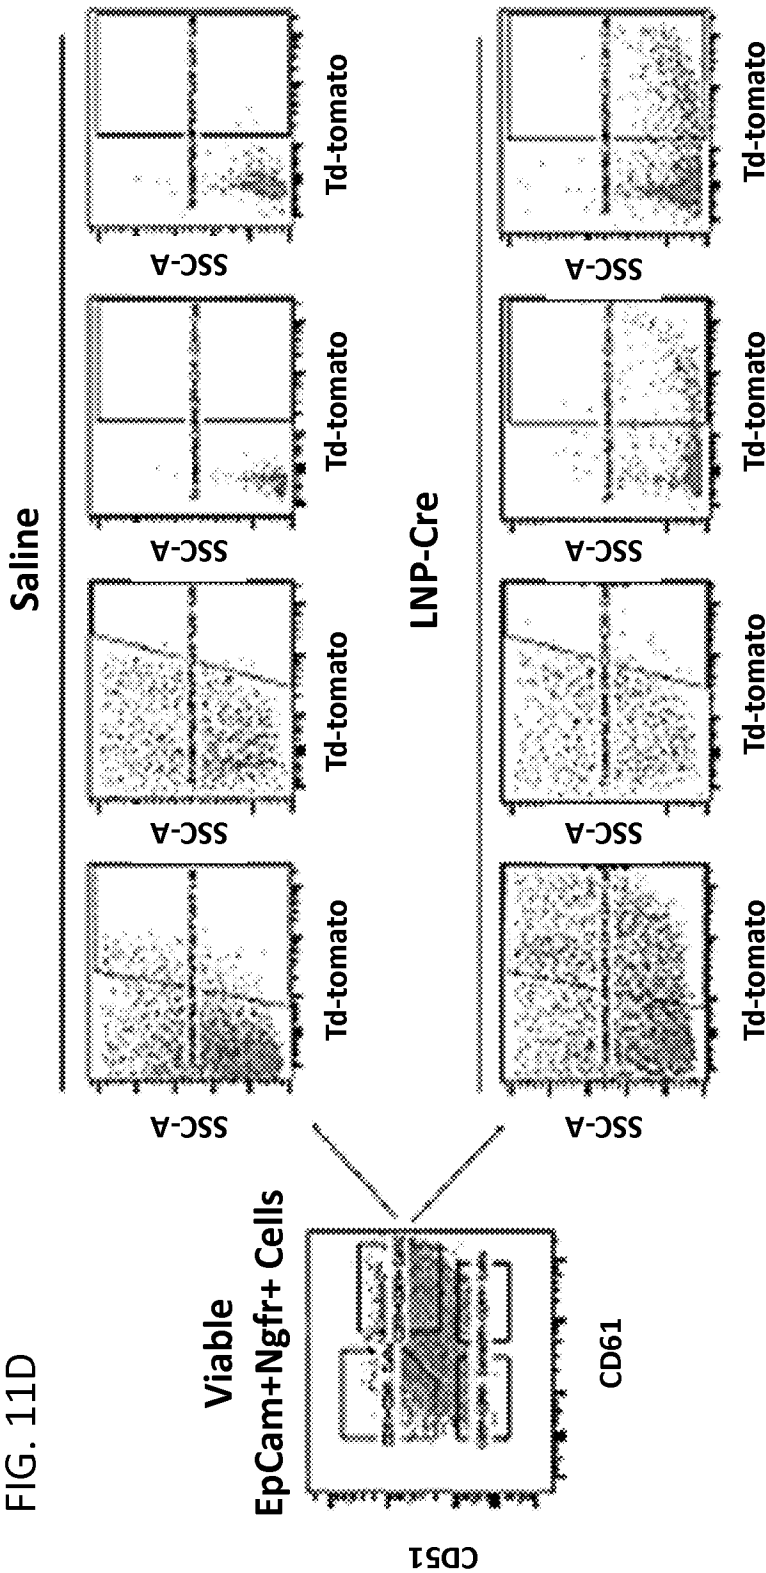 FIG. 11D
Viable
EpCam+Ngfr+ Cells
CD51
CD61
Saline
SSC-A
SSC-A
SSC-A
SSC-A
Td-tomato
Td-tomato
Td-tomato
Td-tomato
LNP-Cre
SSC-A
SSC-A
SSC-A
SSC-A
Td-tomato
Td-tomato
Td-tomato
Td-tomato